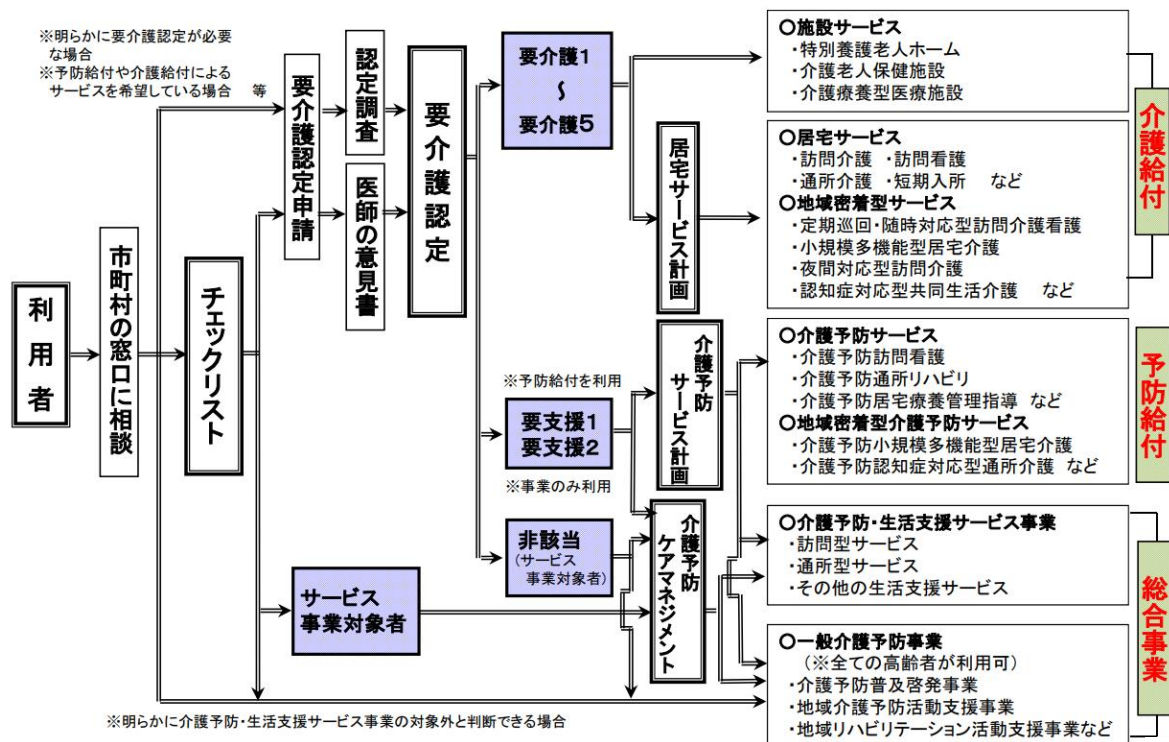 ※明らかに要介護認定が必要
な場合
※予防給付や介護給付による
サービスを希望している場合　等
利用者
市町村の窓口に相談
チェックリスト
要介護認定申請
認定調査
医師の意見書
要介護認定
要介護1
∽
要介護5
※予防給付を利用
要支援1
要支援2
※事業のみ利用
非該当
(サービス
事業対象者)
サービス
事業対象者
居宅サービス計画
介護予防
サービス計画
介護予防
ケアマネジメント
○施設サービス
・特別養護老人ホーム
・介護老人保健施設
・介護療養型医療施設
○居宅サービス
・訪問介護　・訪問看護
・通所介護　・短期入所　など
○地域密着型サービス
・定期巡回・随時対応型訪問介護看護
・小規模多機能型居宅介護
・夜間対応型訪問介護
・認知症対応型共同生活介護　など
介護給付
○介護予防サービス
・介護予防訪問看護
・介護予防通所リハビリ
・介護予防居宅療養管理指導　など
○地域密着型介護予防サービス
・介護予防小規模多機能型居宅介護
・介護予防認知症対応型通所介護　など
予防給付
○介護予防・生活支援サービス事業
・訪問型サービス
・通所型サービス
・その他の生活支援サービス
○一般介護予防事業
（※全ての高齢者が利用可）
・介護予防普及啓発事業
・地域介護予防活動支援事業
・地域リハビリテーション活動支援事業など
総合事業
※明らかに介護予防・生活支援サービス事業の対象外と判断できる場合